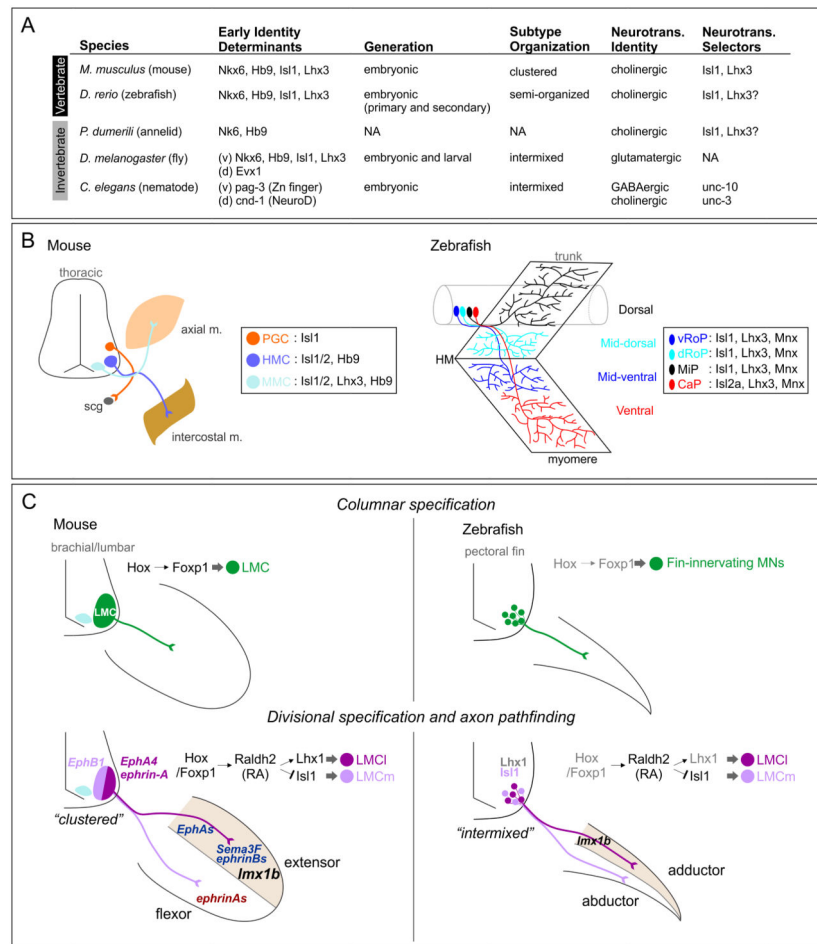 A
Species
Early Identity Determinants
Generation
Subtype Organization
Neurotrans. Identity
Neurotrans. Selectors
Vertebrate
M. musculus (mouse) Nkx6, Hb9, Isl1, Lhx3 embryonic clustered cholinergic Isl1, Lhx3
D. rerio (zebrafish) Nkx6, Hb9, Isl1, Lhx3 embryonic semi-organized cholinergic Isl1, Lhx3?
(primary and secondary)
Invertebrate
P. dumerili (annelid) Nk6, Hb9 NA NA cholinergic Isl1, Lhx3?
D. melanogaster (fly) (v) Nkx6, Hb9, Isl1, Lhx3 embryonic and larval intermixed glutamatergic NA
(d) Evx1
C. elegans (nematode) (v) pag-3 (Zn finger) embryonic intermixed GABAergic unc-10
(d) cnd-1 (NeuroD) cholinergic unc-3
B
Mouse
thoracic
axial m.
PGC : Isl1
HMC : Isl1/2, Hb9
MMC : Isl1/2, Lhx3, Hb9
scg
intercostal m.
Zebrafish
trunk
Dorsal
Mid-dorsal
HM
Mid-ventral
Ventral
myomere
vRoP: Isl1, Lhx3, Mnx
dRoP: Isl1, Lhx3, Mnx
MiP : Isl1, Lhx3, Mnx
CaP : Isl2a, Lhx3, Mnx
C
Columnar specification
Mouse
brachial/lumbar
Hox → Foxp1 LMC
LMC
Zebrafish
pectoral fin
Hox → Foxp1 Fin-innervating MNs
Divisional specification and axon pathfinding
EphB1
EphA4
ephrin-A
Hox
/Foxp1
Raldh2
(RA)
Lhx1
Isl1
LMCl
LMCm
"clustered"
EphAs
Sema3F
ephrinBs
lmx1b
extensor
ephrinAs
flexor
Lhx1
Isl1
Hox
/Foxp1
Raldh2
(RA)
Lhx1
Isl1
LMCl
LMCm
"intermixed"
lmx1b
adductor
abductor